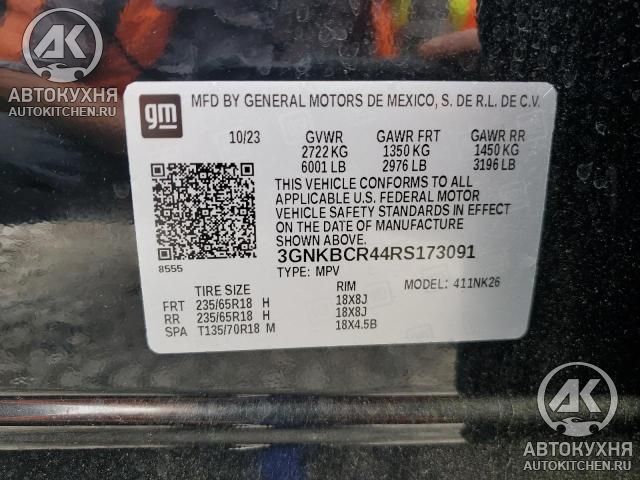 AK
АВТОКУХНЯ
AUTOKITCHEN.RU
gm
MFD BY GENERAL MOTORS DE MEXICO, S. DE R.L. DE C.V.
10/23 GVWR GAWR FRT GAWR RR
2722 KG 1350 KG 1450 KG
6001 LB 2976 LB 3196 LB
THIS VEHICLE CONFORMS TO ALL
APPLICABLE U.S. FEDERAL MOTOR
VEHICLE SAFETY STANDARDS IN EFFECT
ON THE DATE OF MANUFACTURE
SHOWN ABOVE.
8555
3GNKBCR44RS173091
TYPE: MPV MODEL: 411NK26
TIRE SIZE RIM
FRT 235/65R18 H 18X8J
RR 235/65R18 H 18X8J
SPA T135/70R18 M 18X4.5B
AK
АВТОКУХНЯ
AUTOKITCHEN.RU